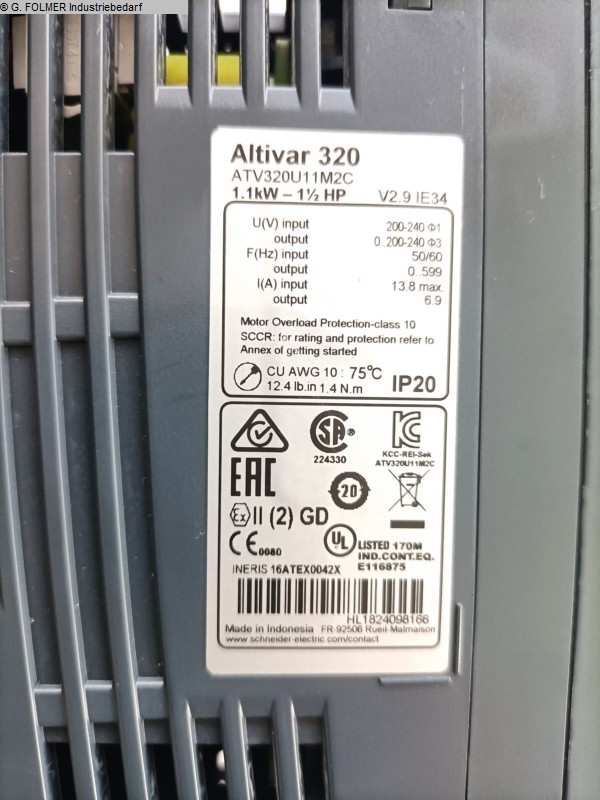 © G. FOLMER Industriebedarf
Altivar 320
ATV320U11M2C
1.1kW – 1½ HP V2.9 IE34
U(V) input 200-240 Φ1
output 0..200-240 Φ3
F(Hz) input 50/60
output 0..599
I(A) input 13.8 max.
output 6.9
Motor Overload Protection-class 10
SCCR: for rating and protection refer to
Annex of getting started
CU AWG 10 : 75°C
12.4 lb.in 1.4 N.m IP20
SA ®
224330
KC
KCC-REI-Sek
ATV320U11M2C
EAC
20
Ex II (2) GD
CE 0080
UL LISTED 170M
IND.CONT.EQ.
E116875
INERIS 16ATEX0042X
HL1824098166
Made in Indonesia FR-92506 Rueil-Malmaison
www.schneider-electric.com/contact